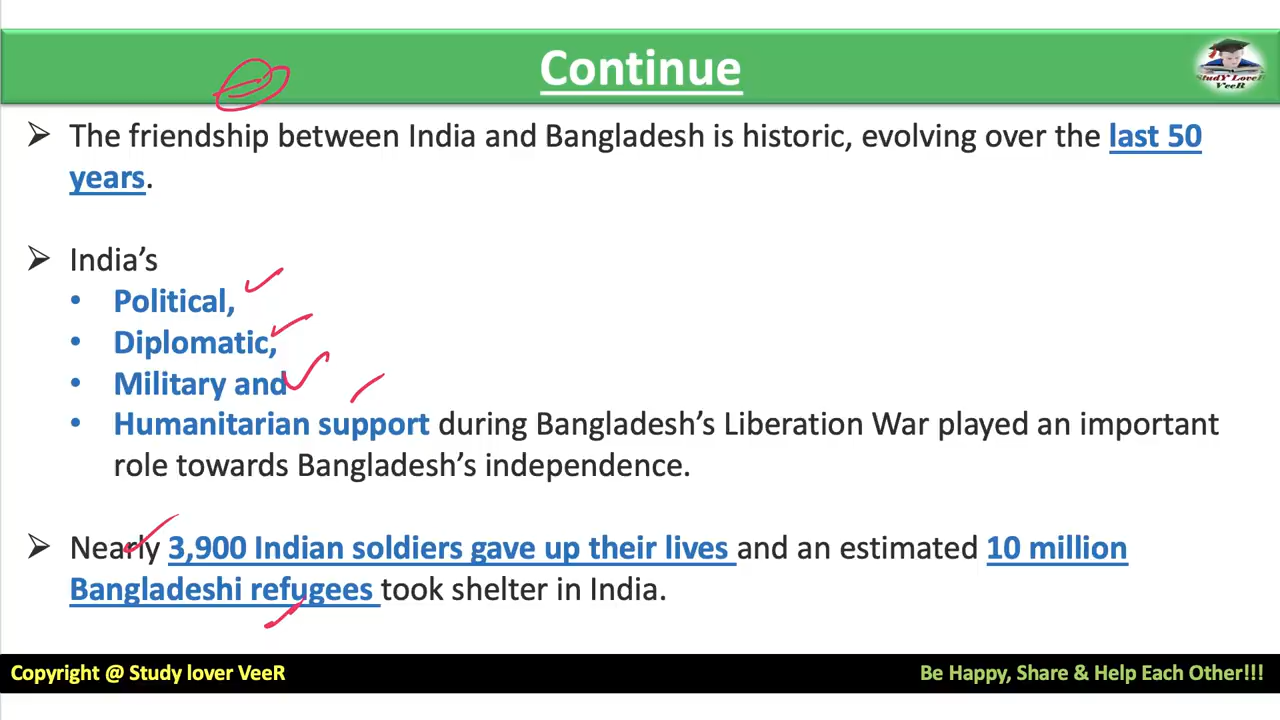 Continue
StudY LoveR
VeeR
➢ The friendship between India and Bangladesh is historic, evolving over the last 50
years.
➢ India’s
• Political,
• Diplomatic,
• Military and
• Humanitarian support during Bangladesh’s Liberation War played an important
role towards Bangladesh’s independence.
➢ Nearly 3,900 Indian soldiers gave up their lives and an estimated 10 million
Bangladeshi refugees took shelter in India.
Copyright @ Study lover VeeR
Be Happy, Share & Help Each Other!!!